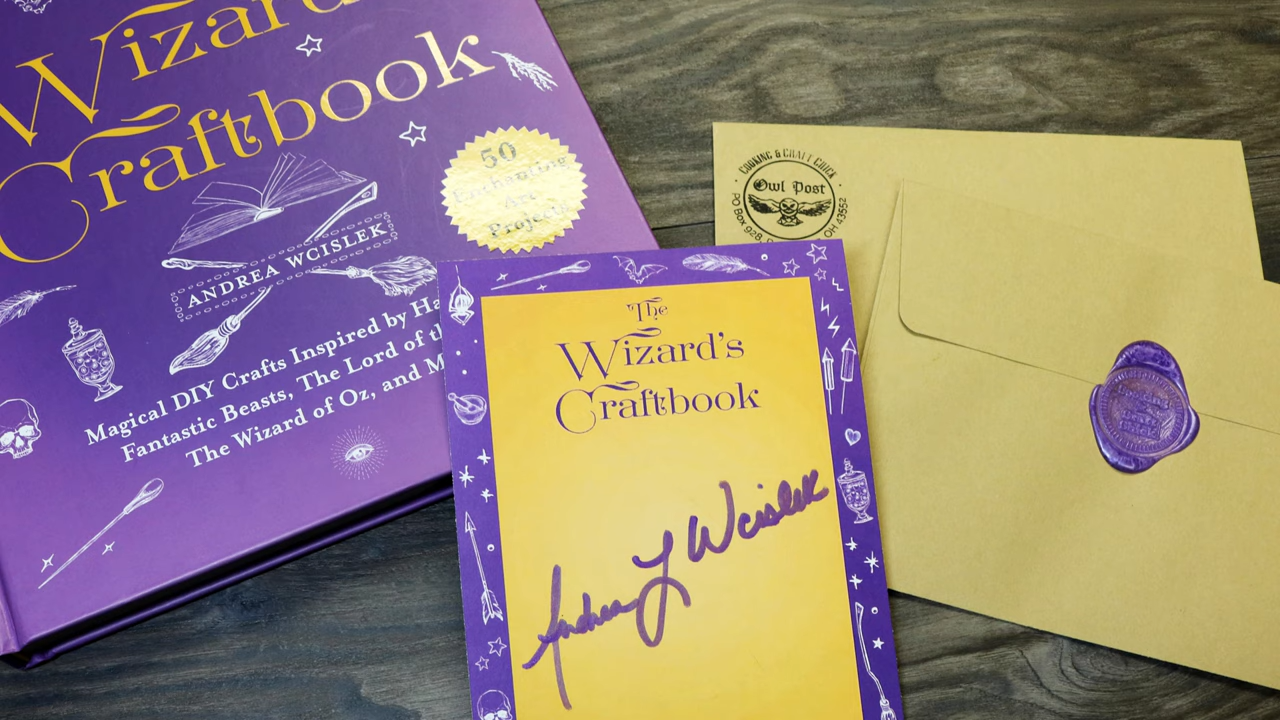 Wizard
Craftbook
50
Enchanting
Art
Projects
ANDREA WCISLEK
Magical DIY Crafts Inspired by Ha
Fantastic Beasts, The Lord of th
The Wizard of Oz, and M
The
Wizard's
Craftbook
Andrea L Wcislek
COOKING & CRAFT CHICK
Owl Post
PO Box 928,
OH 43552